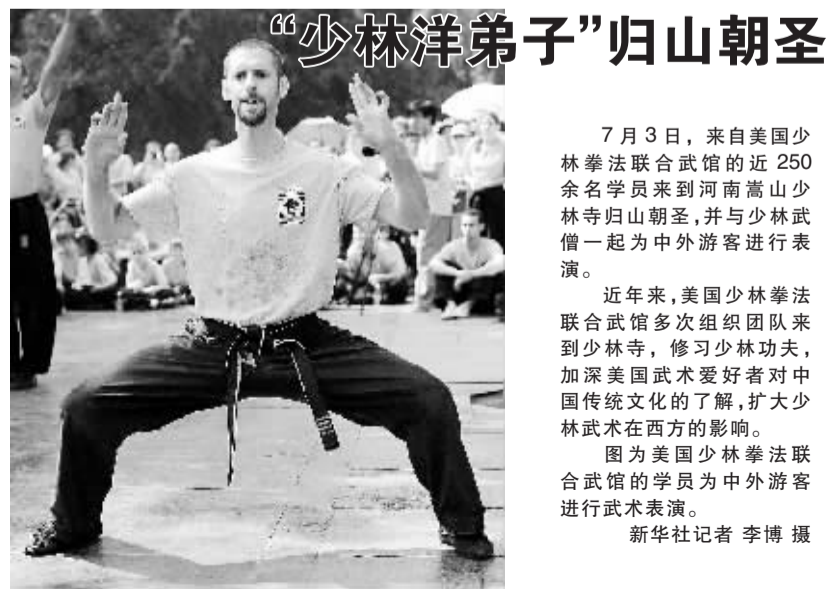 “少林洋弟子”归山朝圣
7月3日，来自美国少
林拳法联合武馆的近 250
余名学员来到河南嵩山少
林寺归山朝圣,并与少林武
僧一起为中外游客进行表
演。
近年来,美国少林拳法
联合武馆多次组织团队来
到少林寺，修习少林功夫,
加深美国武术爱好者对中
国传统文化的了解,扩大少
林武术在西方的影响。
图为美国少林拳法联
合武馆的学员为中外游客
进行武术表演。
新华社记者 李博 摄